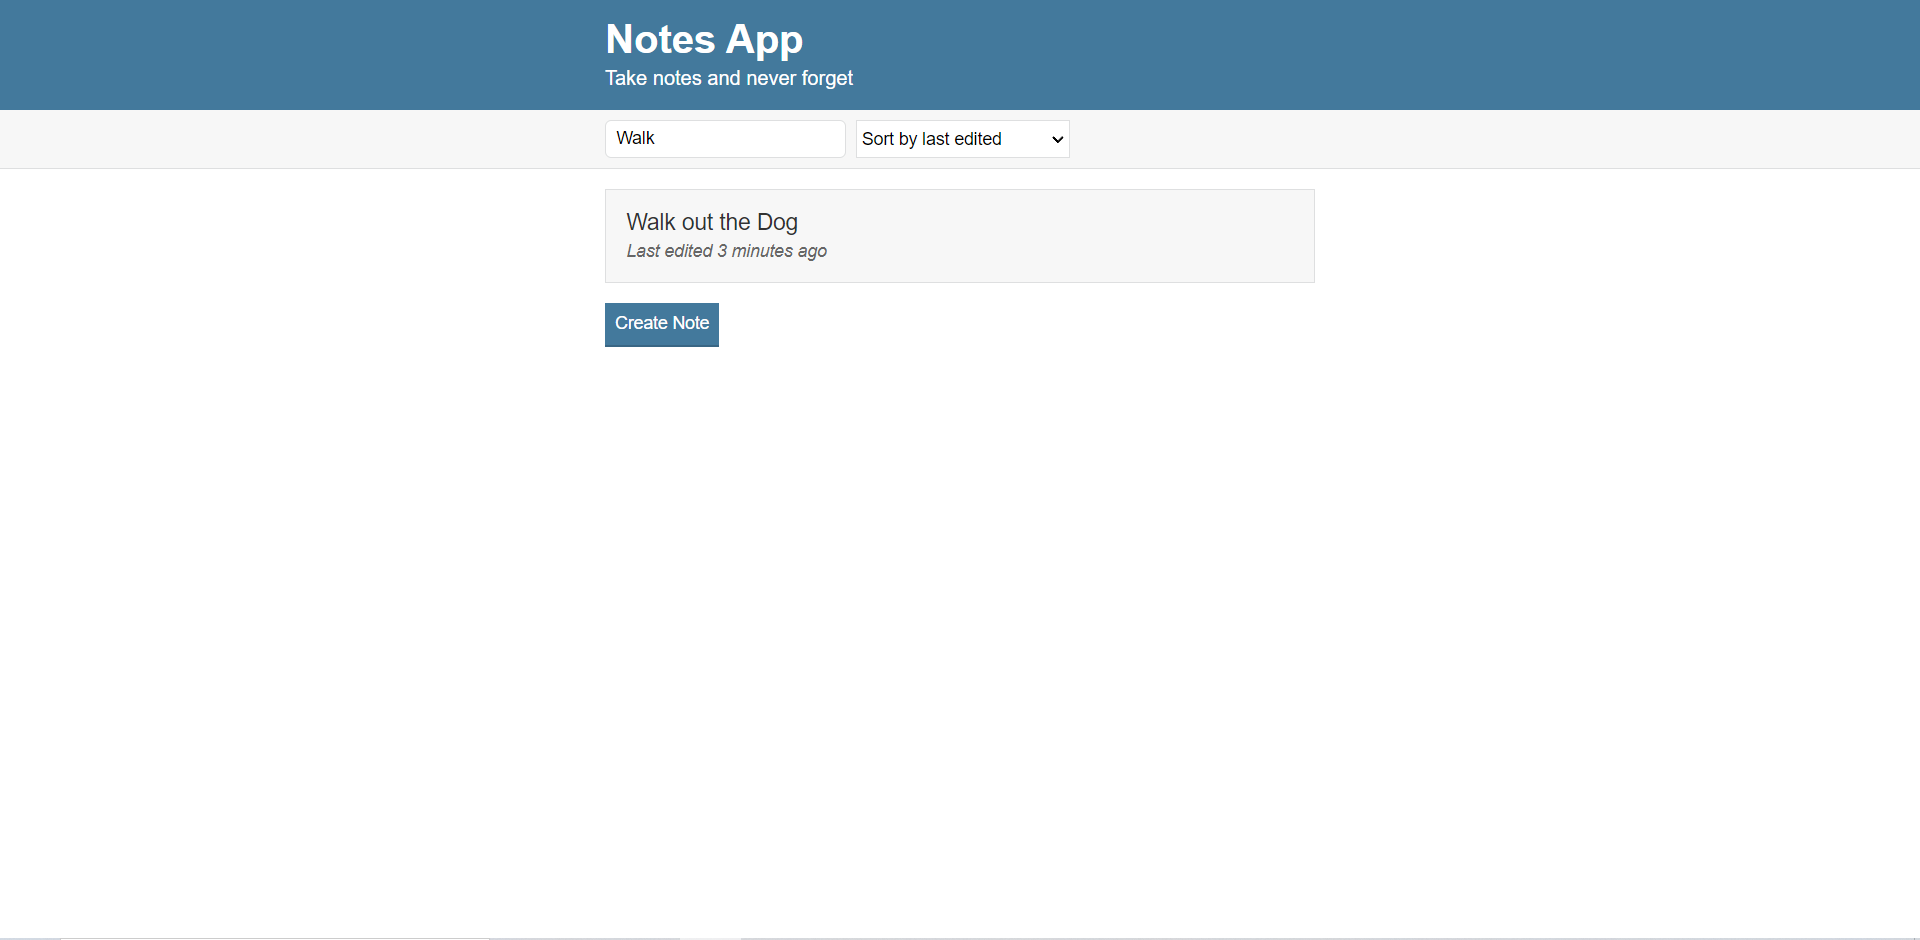 Notes App
Take notes and never forget
Walk
Sort by last edited
Walk out the Dog
Last edited 3 minutes ago
Create Note